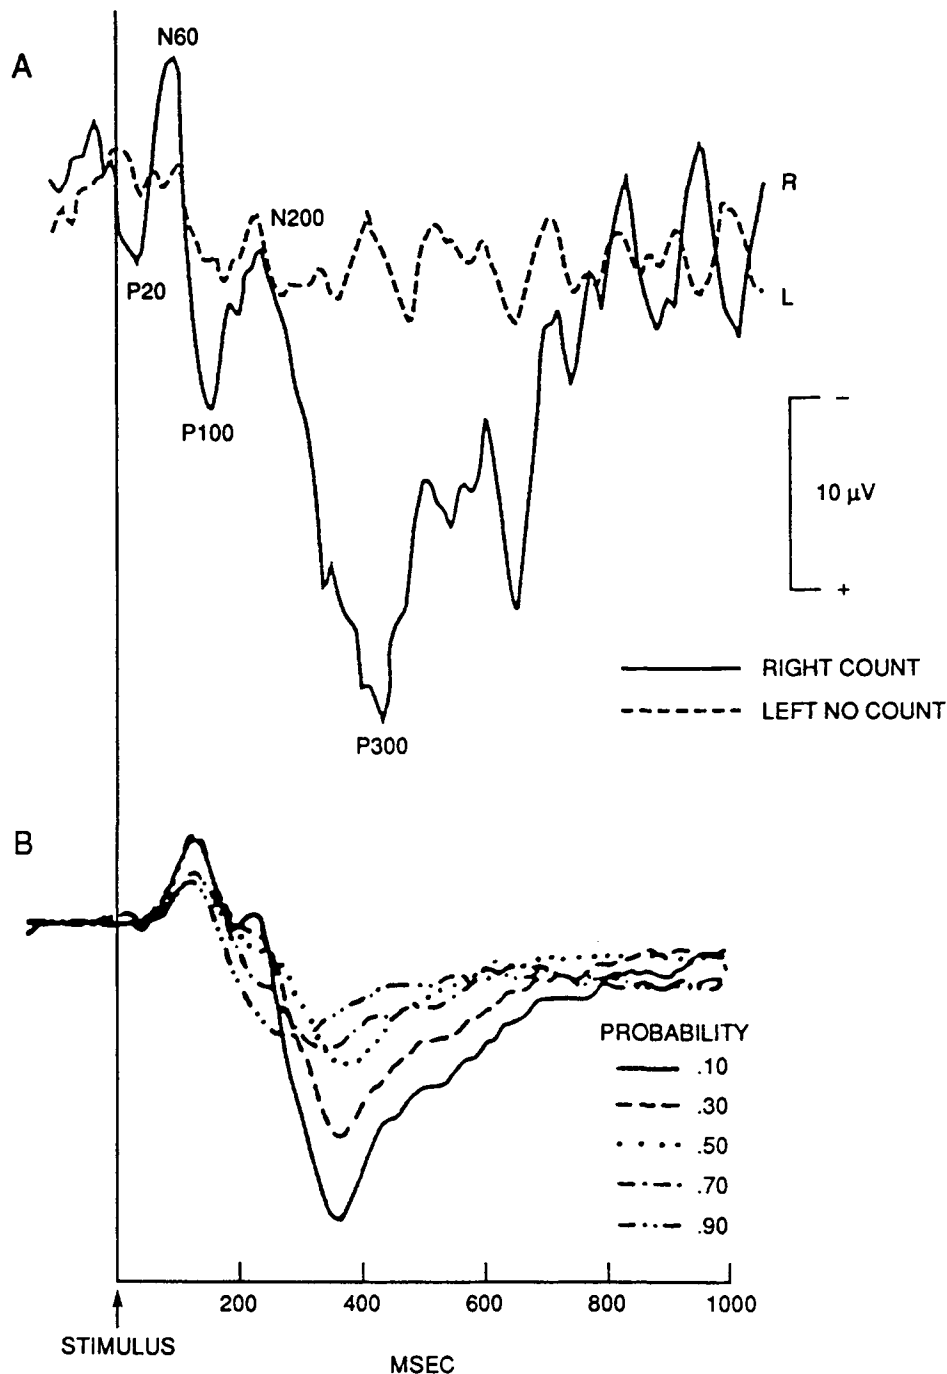 A
N60
R
N200
P20
L
P100
−
10 µV
+
RIGHT COUNT
LEFT NO COUNT
P300
B
PROBABILITY
.10
.30
.50
.70
.90
200 400 600 800 1000
STIMULUS
MSEC